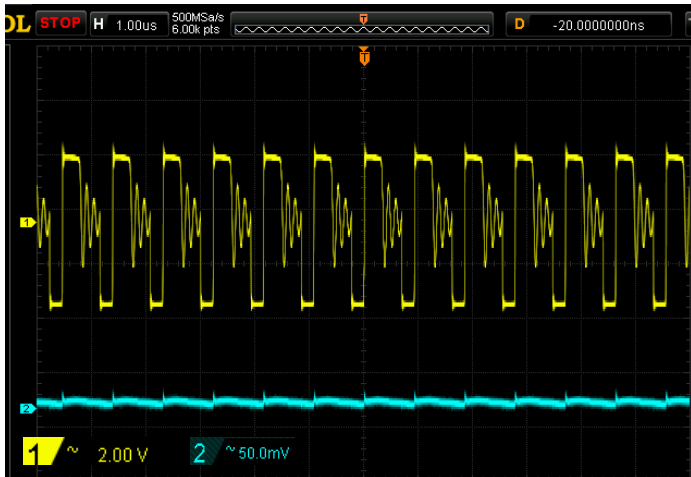 OL STOP H 1.00us 500MSa/s 6.00k pts T D -20.0000000ns
T
1
2
1 ~ 2.00 V 2 ~ 50.0mV